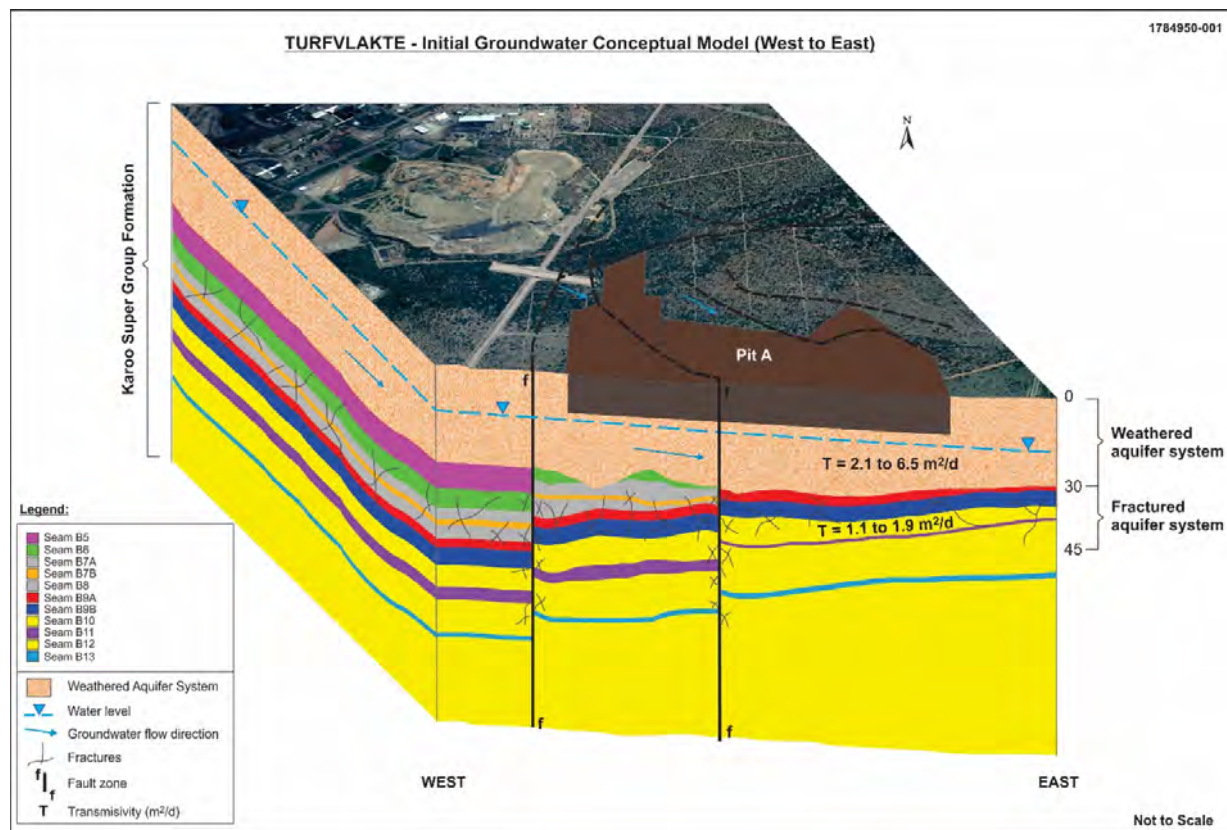 1784950-001
TURFVLAKTE - Initial Groundwater Conceptual Model (West to East)
N
Karoo Super Group Formation
Pit A
f
f
f
0
Weathered
aquifer system
T = 2.1 to 6.5 m²/d
30
Fractured
aquifer system
T = 1.1 to 1.9 m²/d
45
Legend:
Seam B5
Seam B6
Seam B7A
Seam B7B
Seam B8
Seam B9A
Seam B9B
Seam B10
Seam B11
Seam B12
Seam B13
Weathered Aquifer System
Water level
Groundwater flow direction
Fractures
f
f
Fault zone
T Transmisivity (m²/d)
f
f
WEST
EAST
Not to Scale